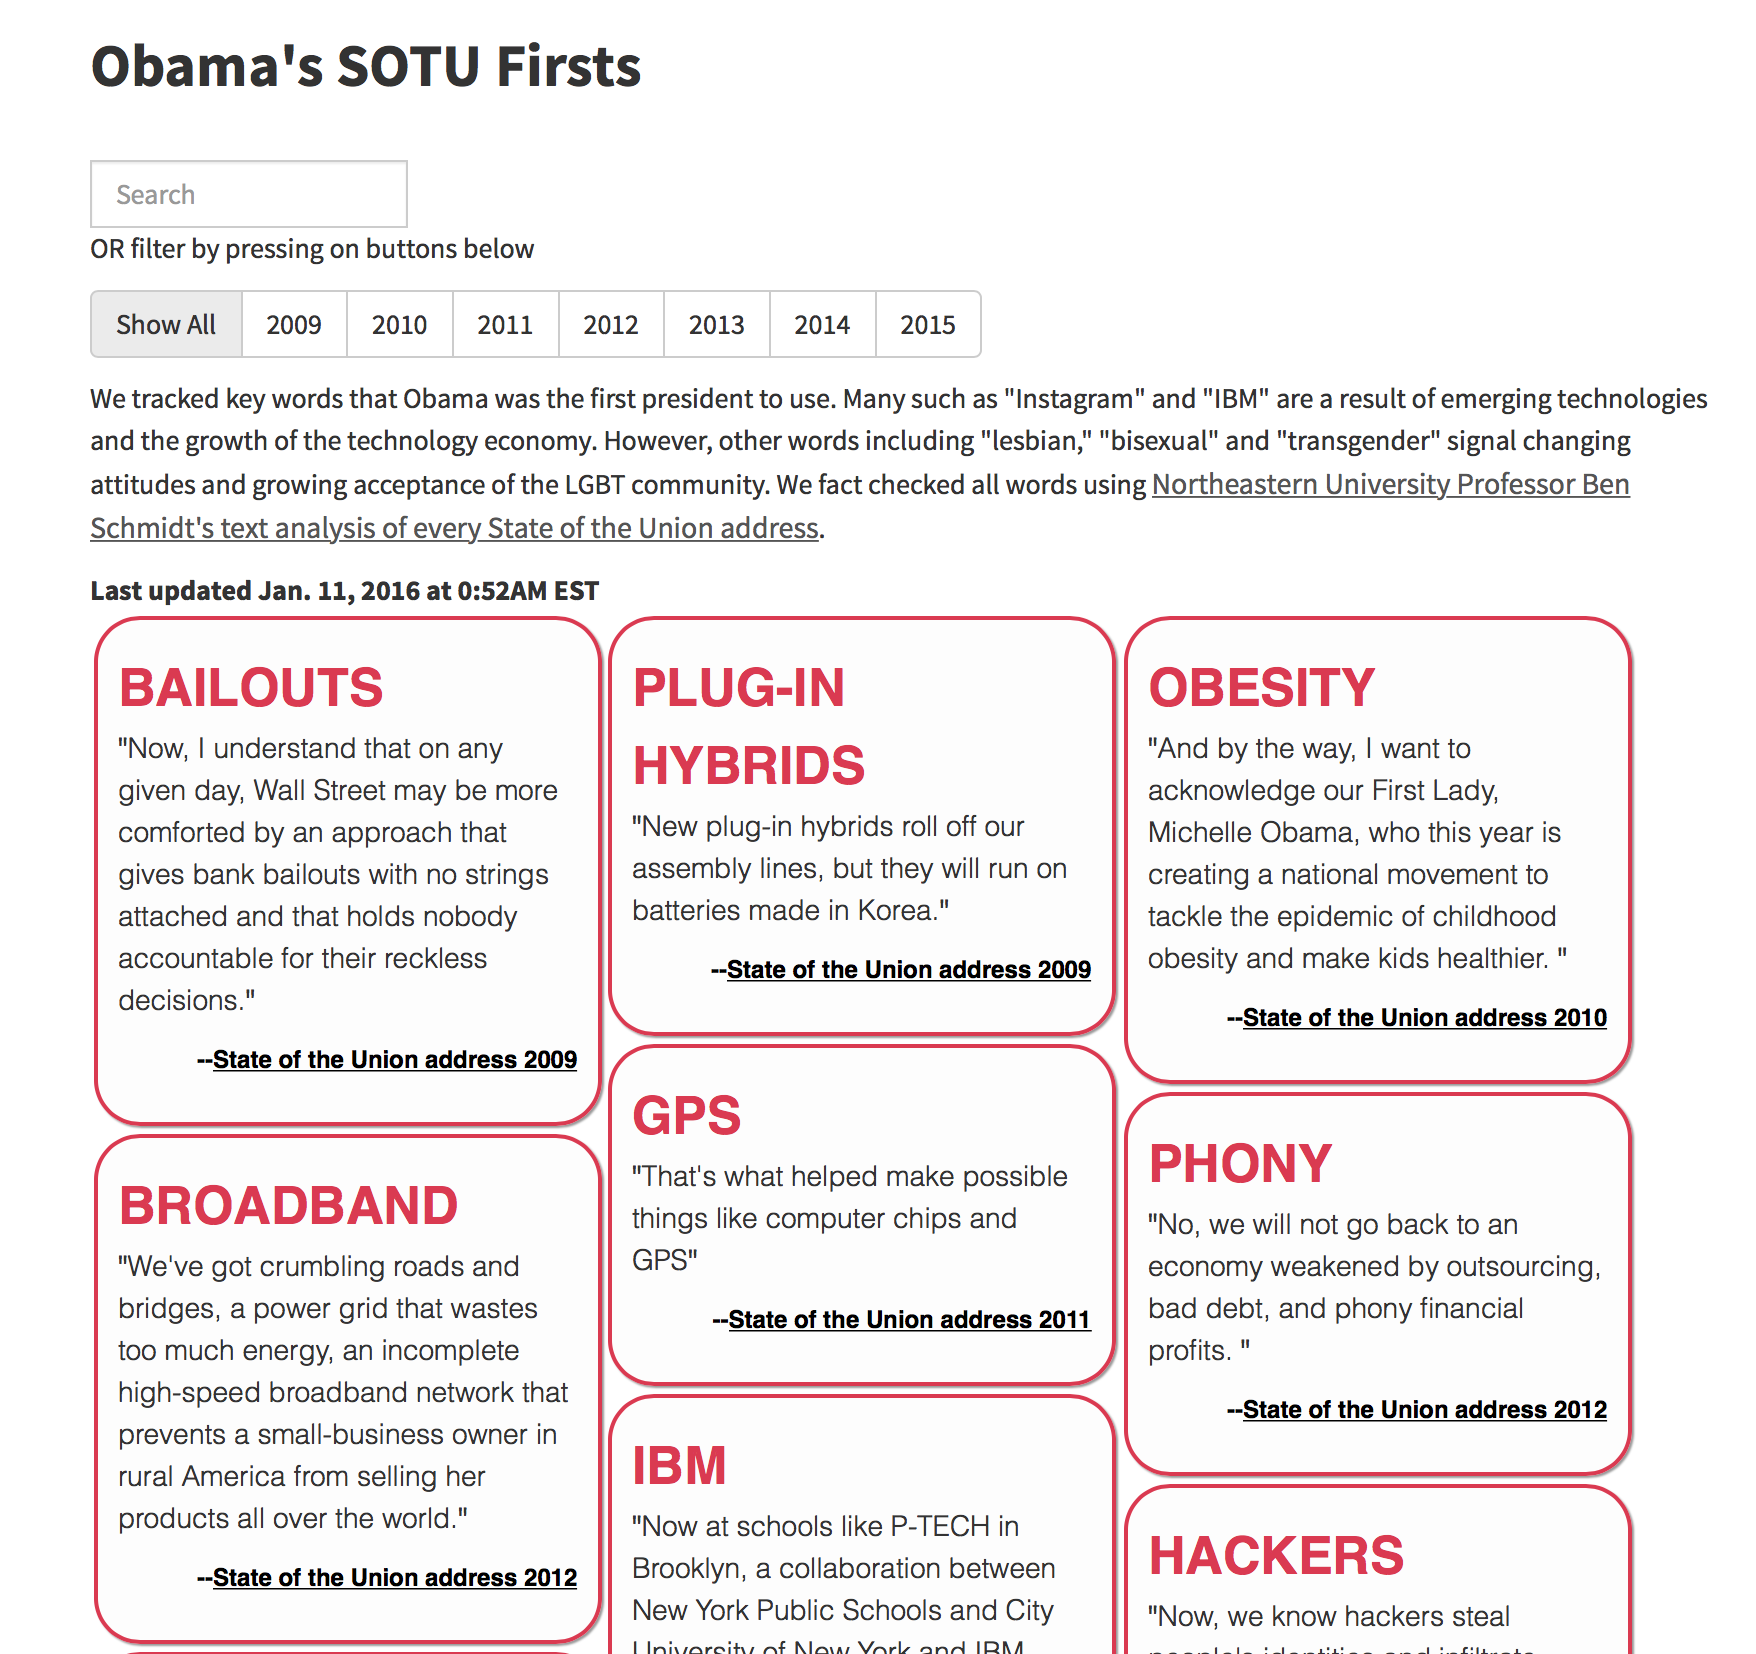 Obama's SOTU Firsts
Search
OR filter by pressing on buttons below
Show All 2009 2010 2011 2012 2013 2014 2015
We tracked key words that Obama was the first president to use. Many such as "Instagram" and "IBM" are a result of emerging technologies
and the growth of the technology economy. However, other words including "lesbian," "bisexual" and "transgender" signal changing
attitudes and growing acceptance of the LGBT community. We fact checked all words using Northeastern University Professor Ben
Schmidt's text analysis of every State of the Union address.
Last updated Jan. 11, 2016 at 0:52AM EST
BAILOUTS
"Now, I understand that on any
given day, Wall Street may be more
comforted by an approach that
gives bank bailouts with no strings
attached and that holds nobody
accountable for their reckless
decisions."
--State of the Union address 2009
BROADBAND
"We've got crumbling roads and
bridges, a power grid that wastes
too much energy, an incomplete
high-speed broadband network that
prevents a small-business owner in
rural America from selling her
products all over the world."
--State of the Union address 2012
PLUG-IN
HYBRIDS
"New plug-in hybrids roll off our
assembly lines, but they will run on
batteries made in Korea."
--State of the Union address 2009
GPS
"That's what helped make possible
things like computer chips and
GPS"
--State of the Union address 2011
IBM
"Now at schools like P-TECH in
Brooklyn, a collaboration between
New York Public Schools and City
University of New York and IBM
OBESITY
"And by the way, I want to
acknowledge our First Lady,
Michelle Obama, who this year is
creating a national movement to
tackle the epidemic of childhood
obesity and make kids healthier. "
--State of the Union address 2010
PHONY
"No, we will not go back to an
economy weakened by outsourcing,
bad debt, and phony financial
profits. "
--State of the Union address 2012
HACKERS
"Now, we know hackers steal
people's identities and infiltrate